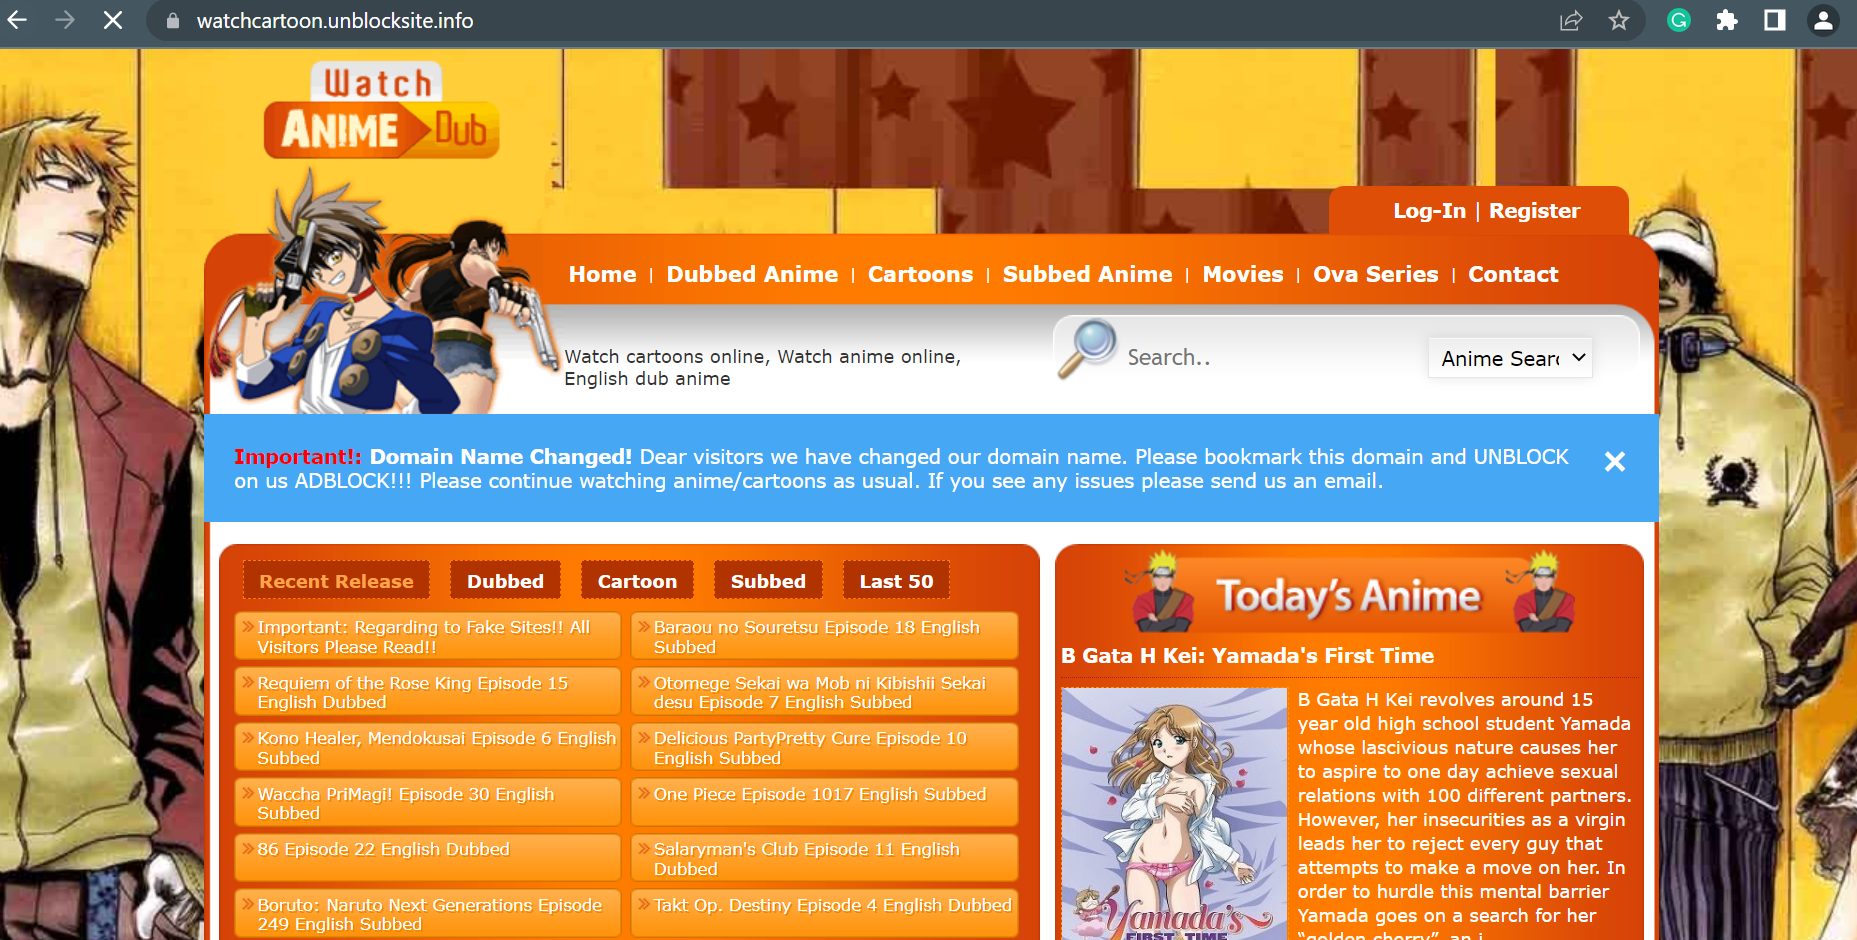 watchcartoon.unblocksite.info
Watch
ANIME Dub
Log-In | Register
Home | Dubbed Anime | Cartoons | Subbed Anime | Movies | Ova Series | Contact
Watch cartoons online, Watch anime online,
English dub anime
Search..
Anime Sear
Important!: Domain Name Changed! Dear visitors we have changed our domain name. Please bookmark this domain and UNBLOCK
on us ADBLOCK!!! Please continue watching anime/cartoons as usual. If you see any issues please send us an email.
Recent Release Dubbed Cartoon Subbed Last 50
Important: Regarding to Fake Sites!! All
Visitors Please Read!!
Baraou no Souretsu Episode 18 English
Subbed
Requiem of the Rose King Episode 15
English Dubbed
Otomege Sekai wa Mob ni Kibishii Sekai
desu Episode 7 English Subbed
Kono Healer, Mendokusai Episode 6 English
Subbed
Delicious PartyPretty Cure Episode 10
English Subbed
Waccha PriMagi! Episode 30 English
Subbed
One Piece Episode 1017 English Subbed
86 Episode 22 English Dubbed
Salaryman's Club Episode 11 English
Dubbed
Boruto: Naruto Next Generations Episode
249 English Subbed
Takt Op. Destiny Episode 4 English Dubbed
Today's Anime
B Gata H Kei: Yamada's First Time
Yamada's
FIRST TIME
B Gata H Kei revolves around 15
year old high school student Yamada
whose lascivious nature causes her
to aspire to one day achieve sexual
relations with 100 different partners.
However, her insecurities as a virgin
leads her to reject every guy that
attempts to make a move on her. In
order to hurdle this mental barrier
Yamada goes on a search for her
"golden cherry", an i